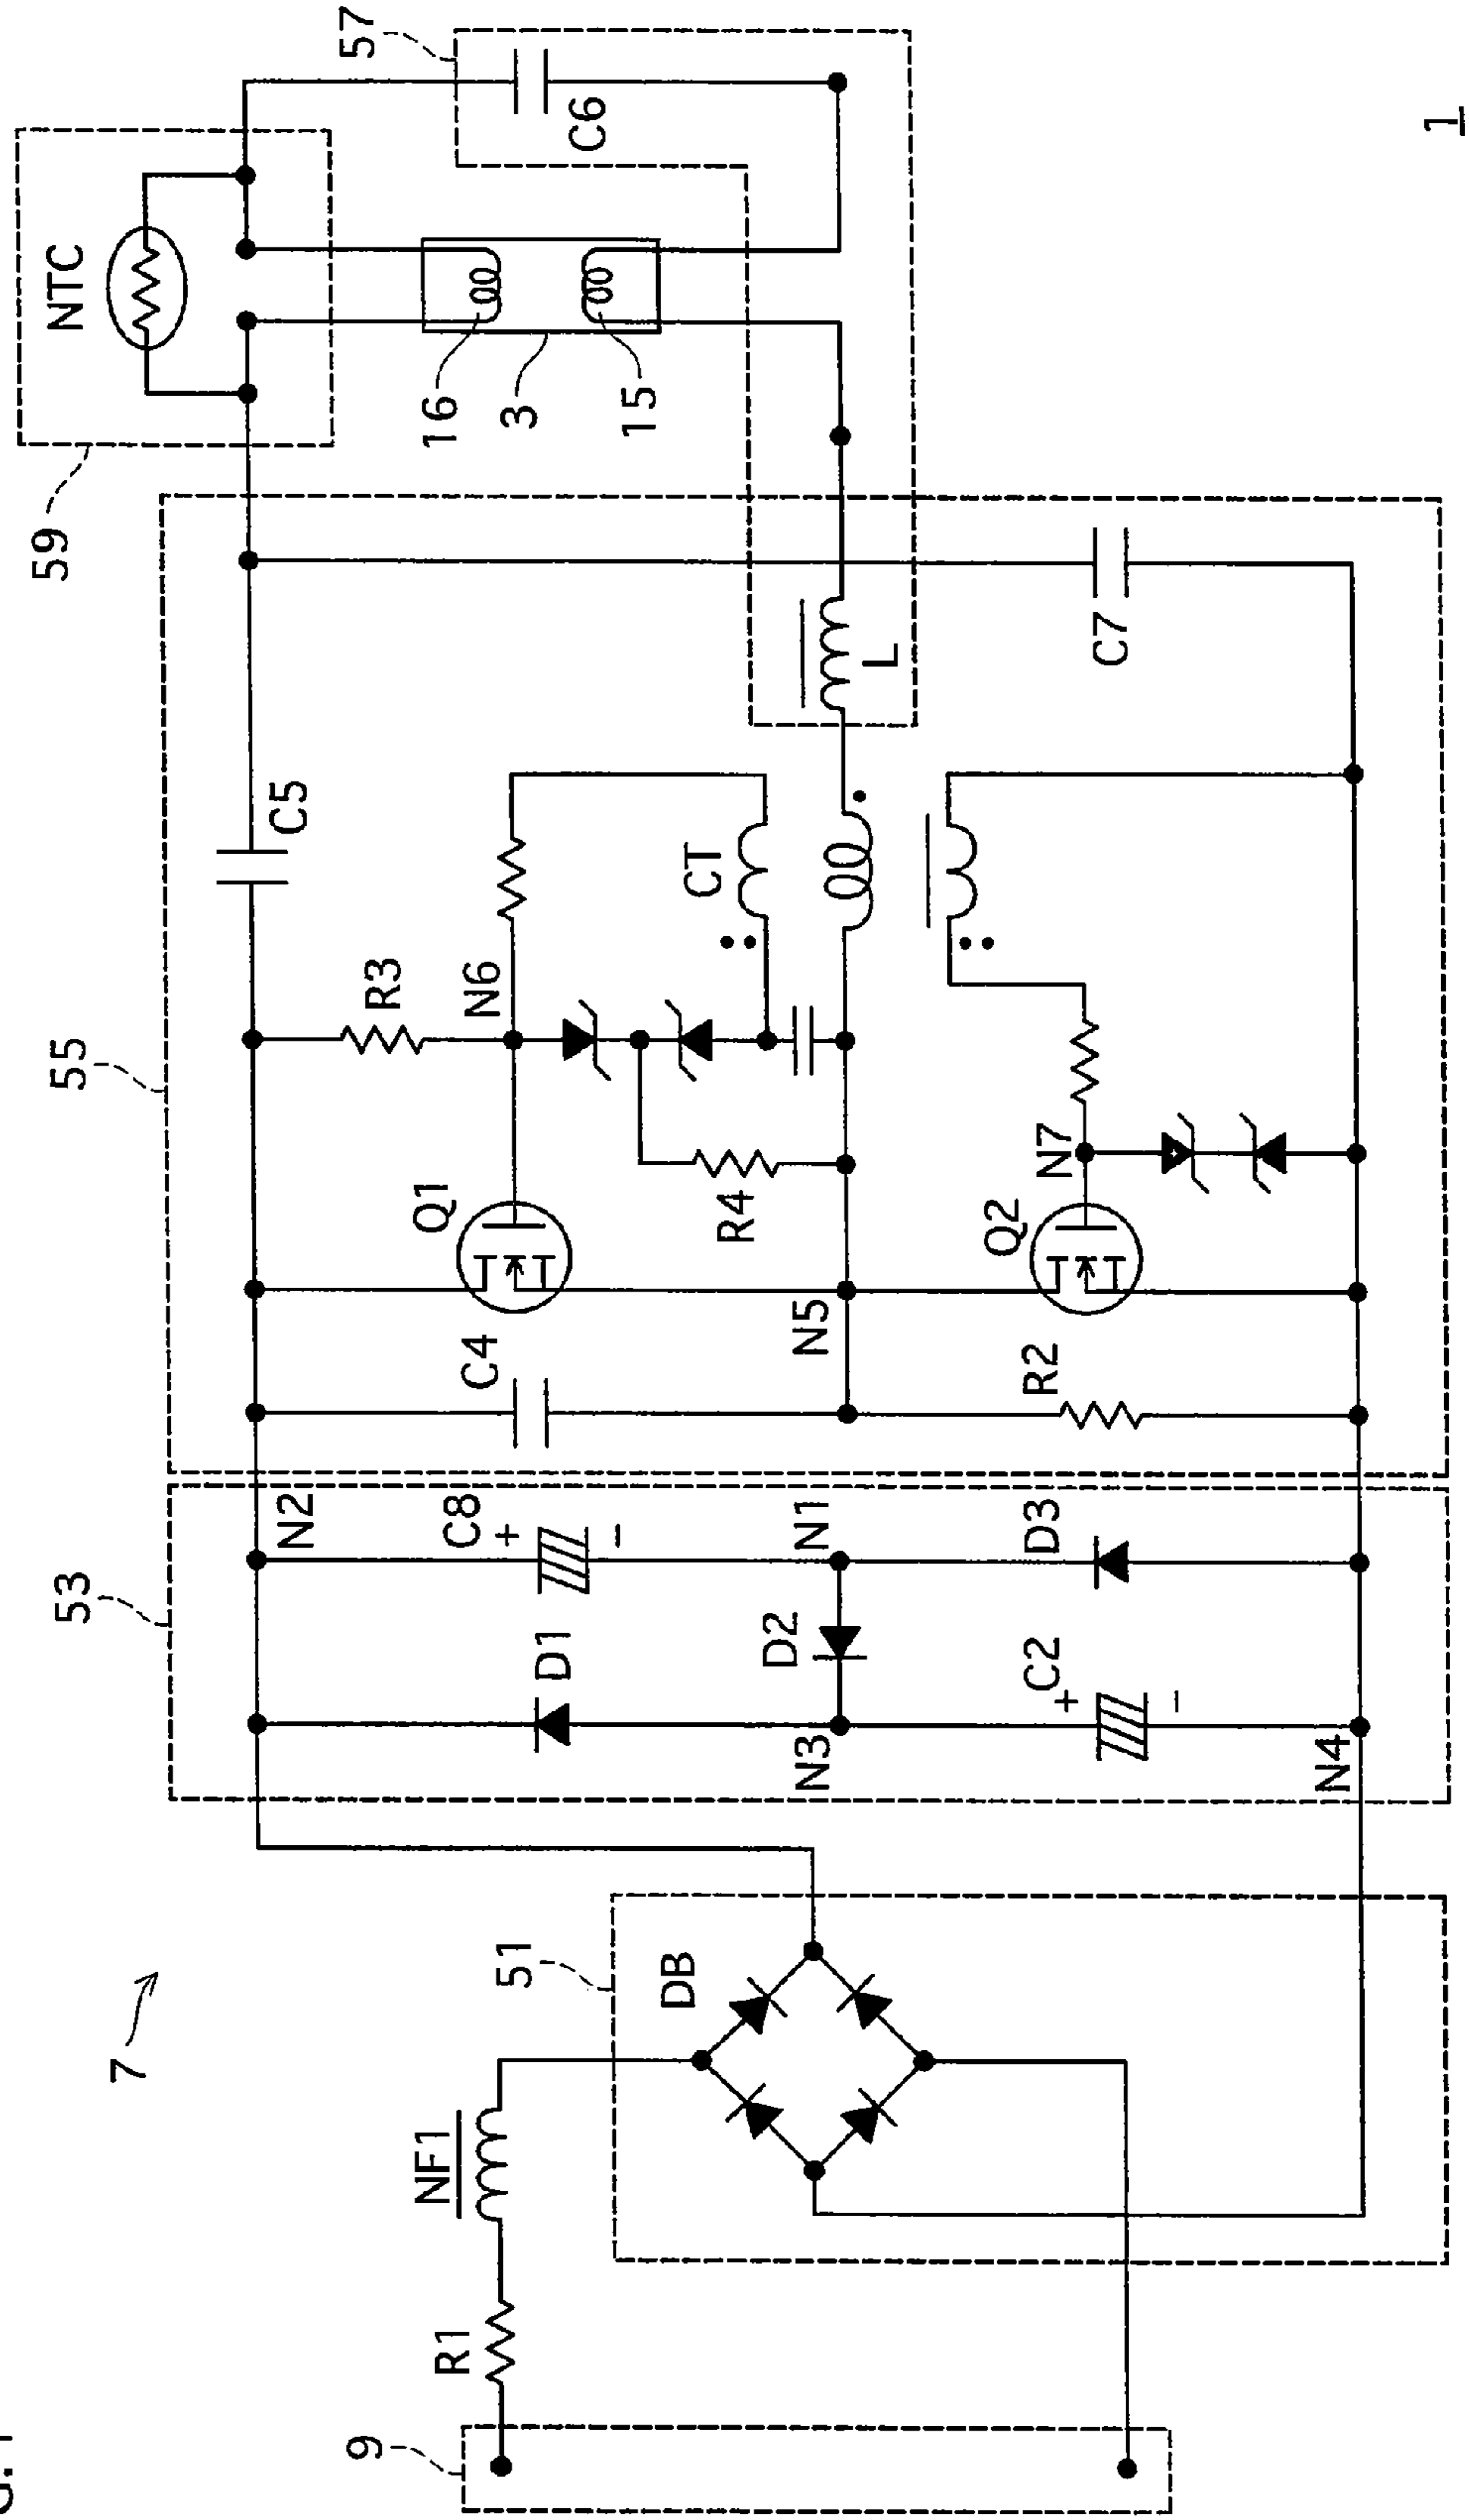 59
NTC
55
53
7
C5
N2
57
9
R3
Q1
NF1
16
R1
C8
+
-
C4
N6
3
51
D1
C6
15
DB
CT
R4
D2
N5
N1
N3
L
Q2
R2
D3
C2
+
-
N7
C7
N4
1